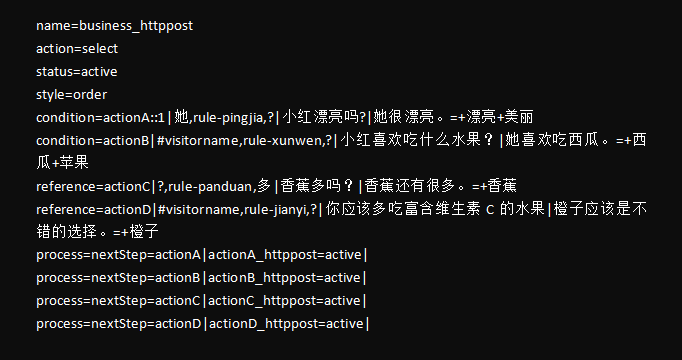 name=business_httppost
action=select
status=active
style=order
condition=actionA::1|她,rule-pingjia,?|小红漂亮吗?|她很漂亮。=+漂亮+美丽
condition=actionB|#visitorname,rule-xunwen,?|小红喜欢吃什么水果？|她喜欢吃西瓜。=+西
瓜+苹果
reference=actionC|?,rule-panduan,多|香蕉多吗？|香蕉还有很多。=+香蕉
reference=actionD|#visitorname,rule-jianyi,?|你应该多吃富含维生素 C 的水果|橙子应该是不
错的选择。=+橙子
process=nextStep=actionA|actionA_httppost=active|
process=nextStep=actionB|actionB_httppost=active|
process=nextStep=actionC|actionC_httppost=active|
process=nextStep=actionD|actionD_httppost=active|